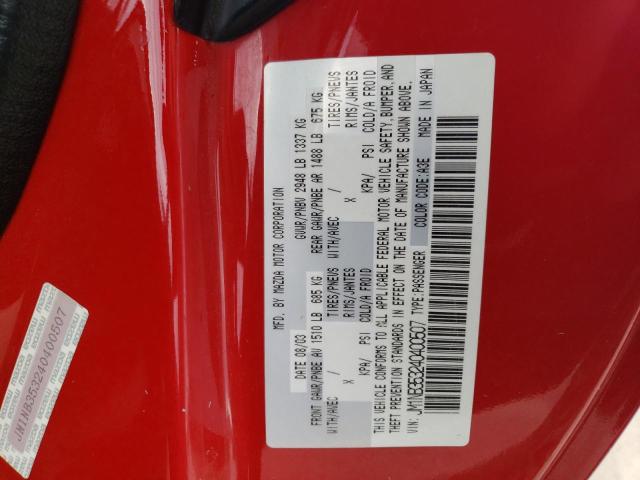 MFD. BY MAZDA MOTOR CORPORATION
DATE 08/03 GVWR/PNBV 2948 LB 1337 KG
FRONT GAWR/PNBE AV 1510 LB 685 KG REAR GAWR/PNBE AR 1488 LB 675 KG
WITH/AVEC TIRES/PNEUS WITH/AVEC TIRES/PNEUS
/ RIMS/JANTES / RIMS/JANTES
X X
KPA/ PSI COLD/A FROID KPA/ PSI COLD/A FROID
THIS VEHICLE CONFORMS TO ALL APPLICABLE FEDERAL MOTOR VEHICLE SAFETY, BUMPER, AND
THEFT PREVENTION STANDARDS IN EFFECT ON THE DATE OF MANUFACTURE SHOWN ABOVE.
VIN: JM1NB353240400507 TYPE:PASSENGER COLOR CODE:A3E MADE IN JAPAN
JM1NB353240400507